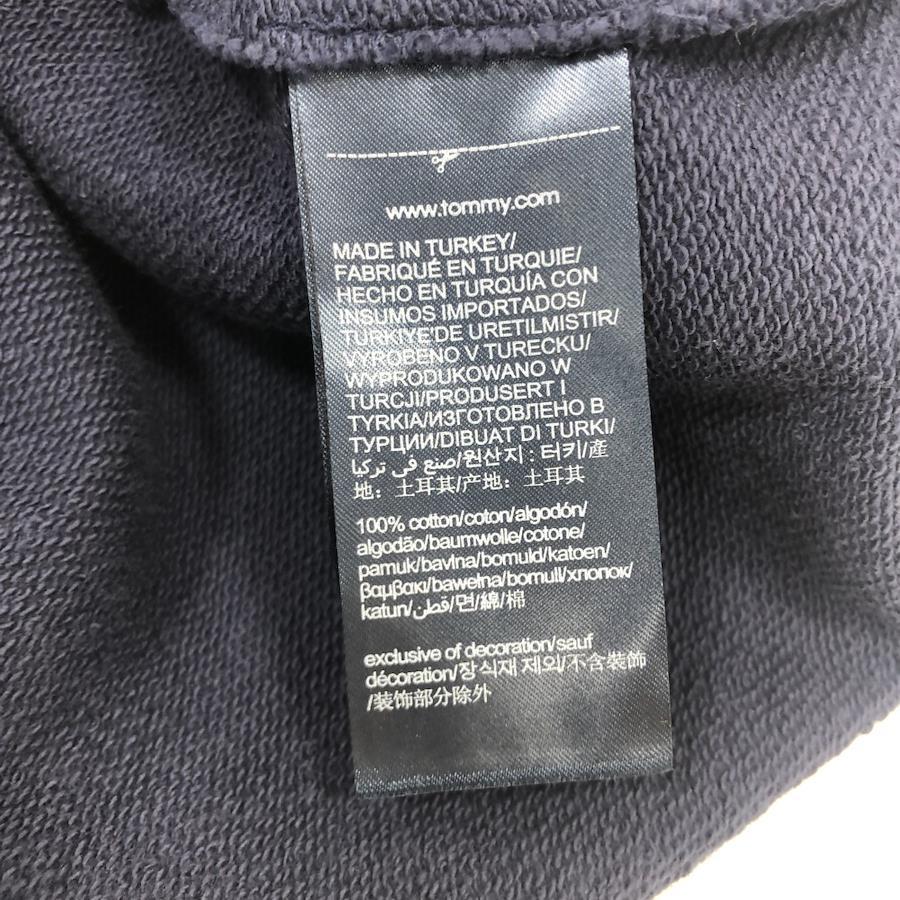 www.tommy.com
MADE IN TURKEY/
FABRIQUÉ EN TURQUIE/
HECHO EN TURQUÍA CON
INSUMOS IMPORTADOS/
TURKIYE'DE URETILMISTIR/
VYROBENO V TURECKU/
WYPRODUKOWANO W
TURCJI/PRODUSERT I
TYRKIA/ИЗГОТОВЛЕНО В
ТУРЦИИ/DIBUAT DI TURKI/
صنع في تركيا/원산지 : 터키/產
地：土耳其/产地：土耳其
100% cotton/coton/algodón/
algodão/baumwolle/cotone/
pamuk/bavlna/bomuld/katoen/
βαμβακι/bawełna/bomull/хлопок/
katun/قطن/면/綿/棉
exclusive of decoration/sauf
décoration/장식재 제외/不含裝飾
/装饰部分除外